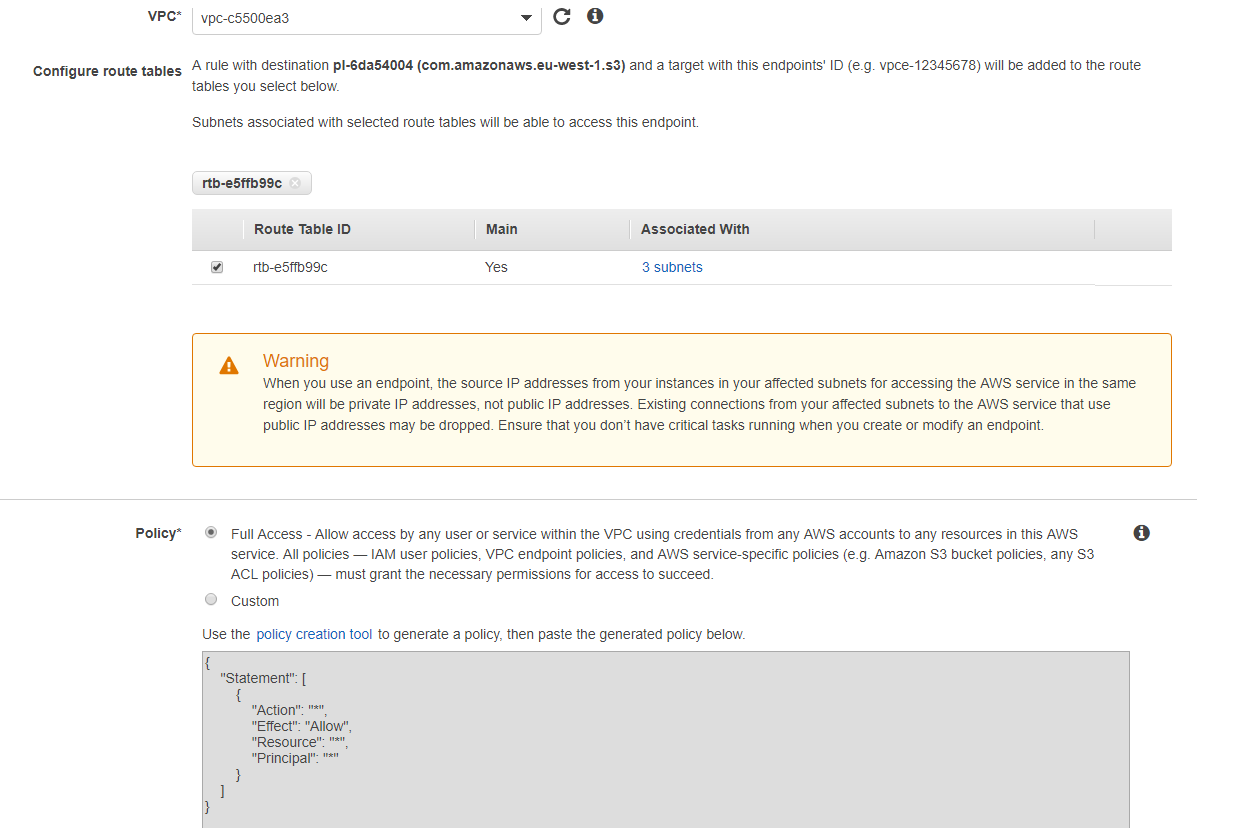 VPC* vpc-c5500ea3
Configure route tables
A rule with destination pl-6da54004 (com.amazonaws.eu-west-1.s3) and a target with this endpoints' ID (e.g. vpce-12345678) will be added to the route
tables you select below.
Subnets associated with selected route tables will be able to access this endpoint.
rtb-e5ffb99c
Route Table ID Main Associated With
rtb-e5ffb99c Yes 3 subnets
Warning
When you use an endpoint, the source IP addresses from your instances in your affected subnets for accessing the AWS service in the same
region will be private IP addresses, not public IP addresses. Existing connections from your affected subnets to the AWS service that use
public IP addresses may be dropped. Ensure that you don’t have critical tasks running when you create or modify an endpoint.
Policy*
Full Access - Allow access by any user or service within the VPC using credentials from any AWS accounts to any resources in this AWS
service. All policies — IAM user policies, VPC endpoint policies, and AWS service-specific policies (e.g. Amazon S3 bucket policies, any S3
ACL policies) — must grant the necessary permissions for access to succeed.
Custom
Use the policy creation tool to generate a policy, then paste the generated policy below.
{
"Statement": [
{
"Action": "*",
"Effect": "Allow",
"Resource": "*",
"Principal": "*"
}
]
}